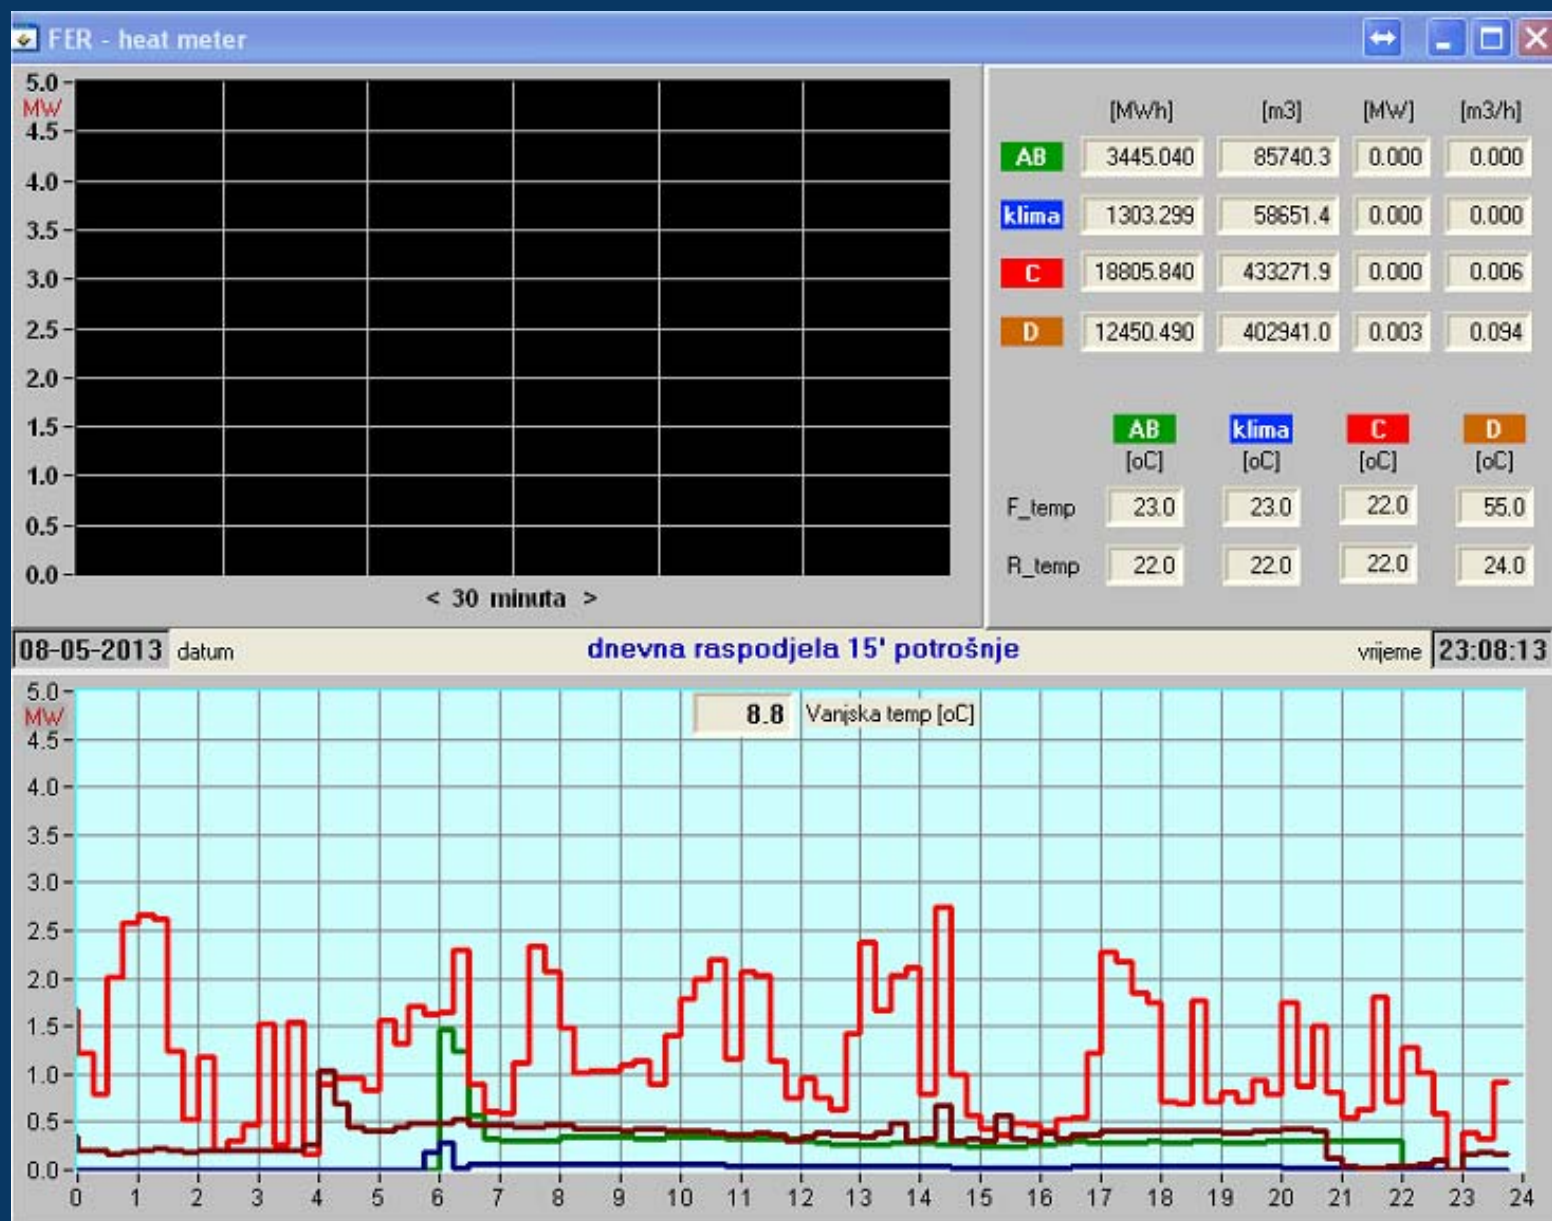 FER - heat meter
5.0
MW
4.5
4.0
3.5
3.0
2.5
2.0
1.5
1.0
0.5
0.0
< 30 minuta >
[MWh] [m3] [MW] [m3/h]
AB 3445.040 85740.3 0.000 0.000
klima 1303.299 58651.4 0.000 0.000
C 18805.840 433271.9 0.000 0.006
D 12450.490 402941.0 0.003 0.094
AB klima C D
[oC] [oC] [oC] [oC]
F_temp 23.0 23.0 22.0 55.0
R_temp 22.0 22.0 22.0 24.0
08-05-2013 datum dnevna raspodjela 15' potrošnje vrijeme 23:08:13
5.0
MW
8.8 Vanjska temp [oC]
4.5
4.0
3.5
3.0
2.5
2.0
1.5
1.0
0.5
0.0
0 1 2 3 4 5 6 7 8 9 10 11 12 13 14 15 16 17 18 19 20 21 22 23 24